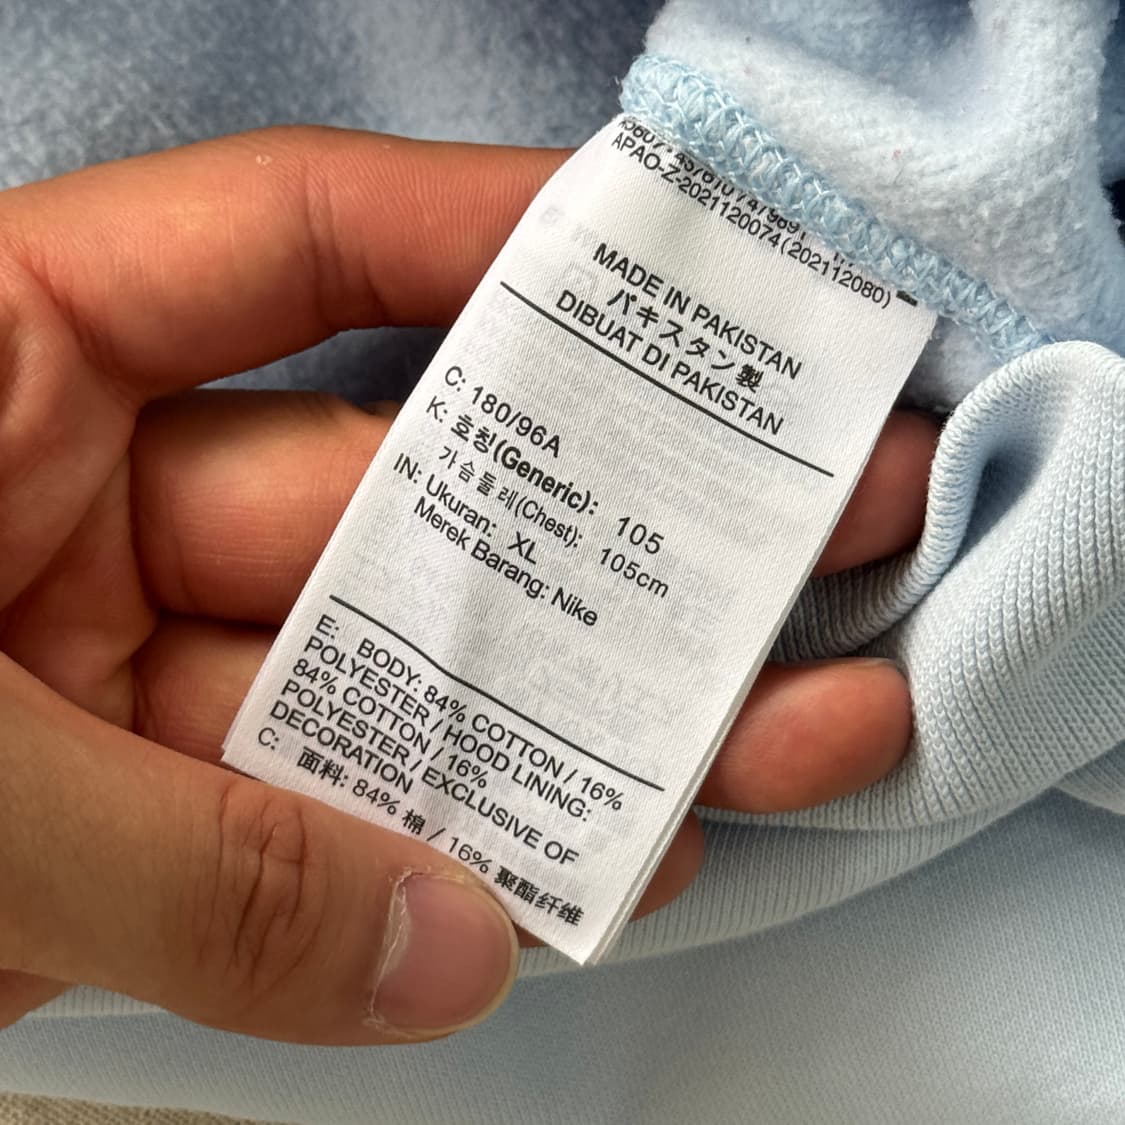 APAO-Z-2021120074(202112080)
MADE IN PAKISTAN
パキスタン製
DIBUAT DI PAKISTAN
C: 180/96A
K: 호칭(Generic): 105
가슴둘레(Chest): 105cm
IN: Ukuran: XL
Merek Barang: Nike
E: BODY: 84% COTTON / 16%
POLYESTER / HOOD LINING:
84% COTTON / 16%
POLYESTER / EXCLUSIVE OF
DECORATION
C: 面料: 84% 棉 / 16% 聚酯纤维